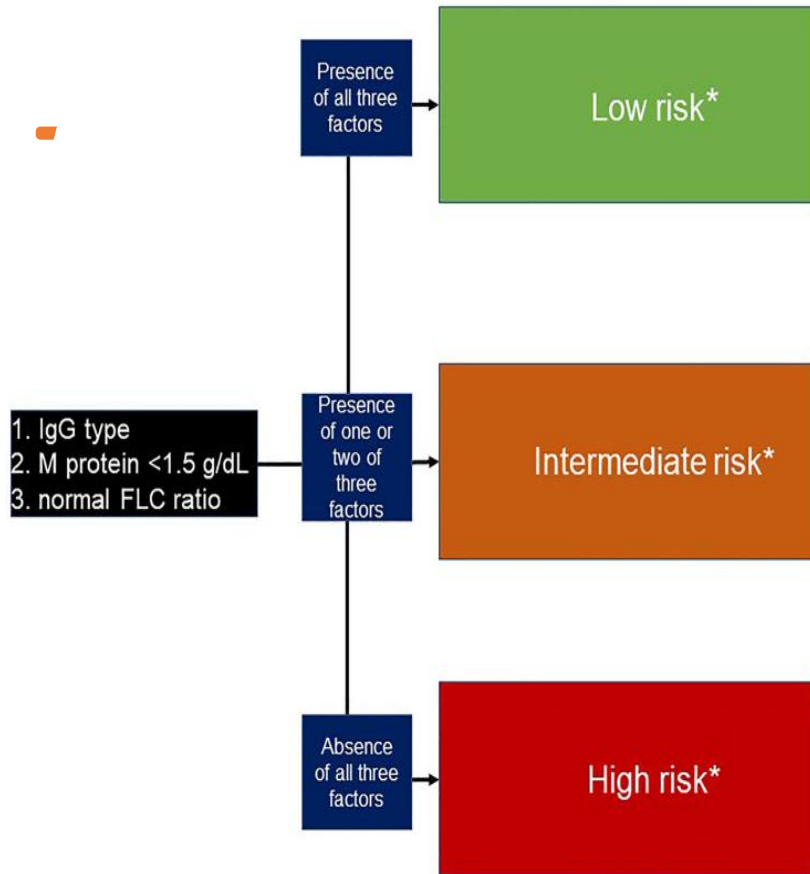 Presence
of all three
factors
Low risk*
1. IgG type
2. M protein <1.5 g/dL
3. normal FLC ratio
Presence
of one or
two of
three
factors
Intermediate risk*
Absence
of all three
factors
High risk*